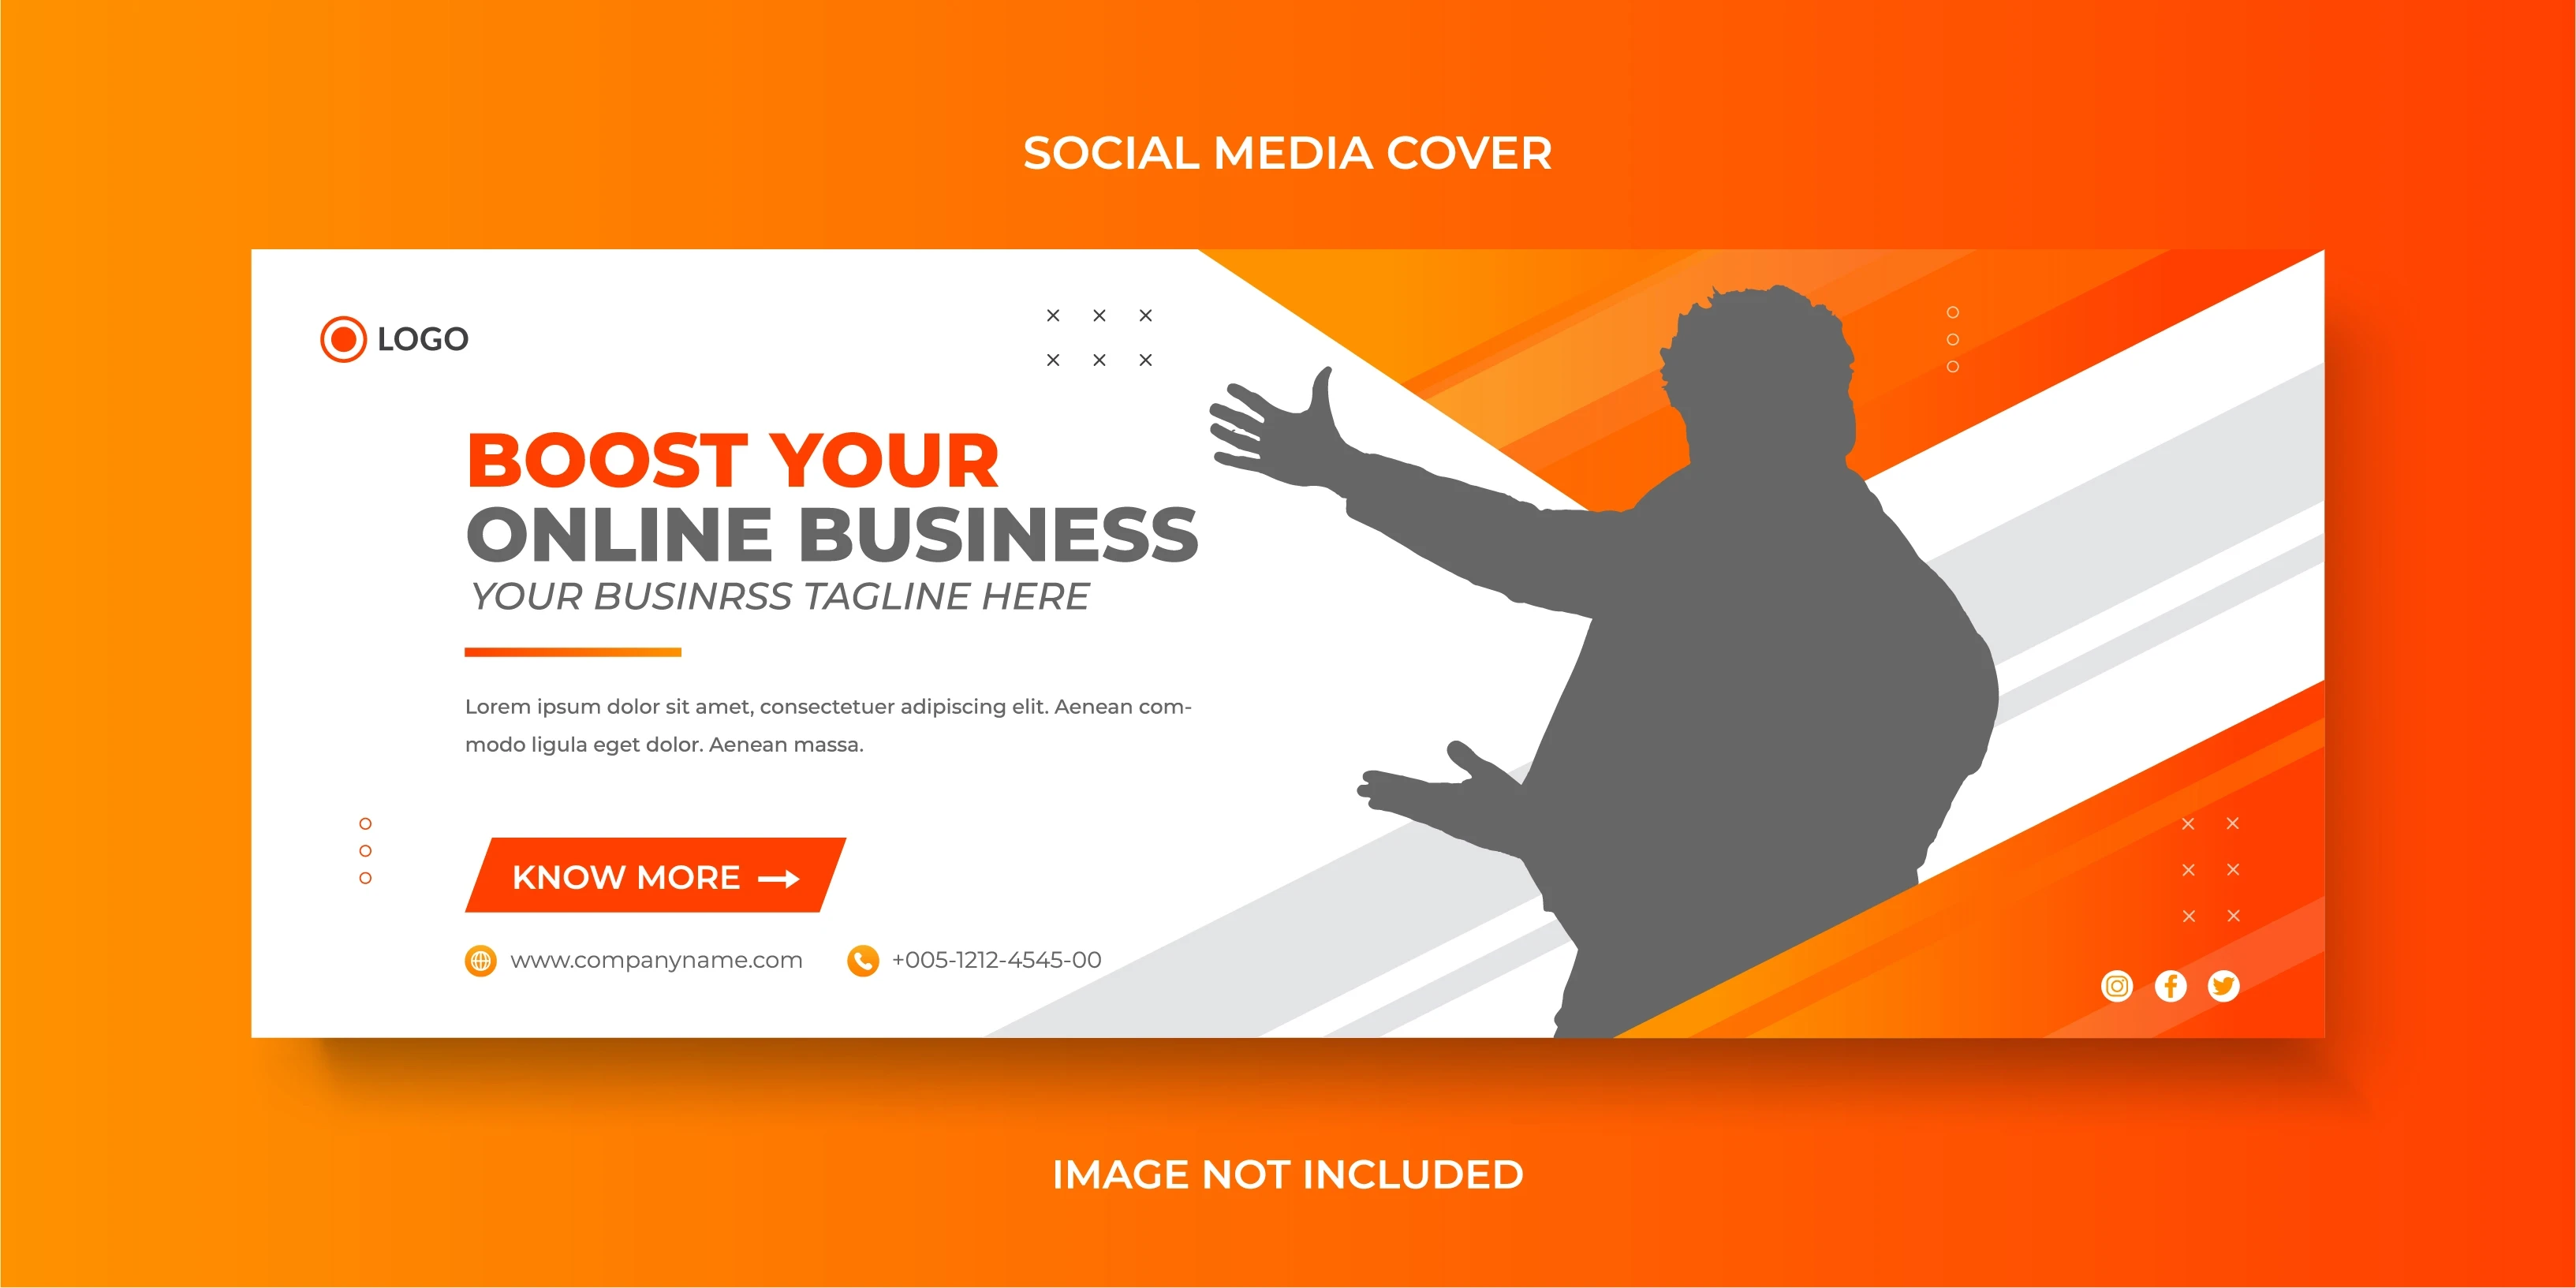 SOCIAL MEDIA COVER
LOGO
BOOST YOUR
ONLINE BUSINESS
YOUR BUSINRSS TAGLINE HERE
Lorem ipsum dolor sit amet, consectetuer adipiscing elit. Aenean com-
modo ligula eget dolor. Aenean massa.
KNOW MORE
www.companyname.com +005-1212-4545-00
IMAGE NOT INCLUDED